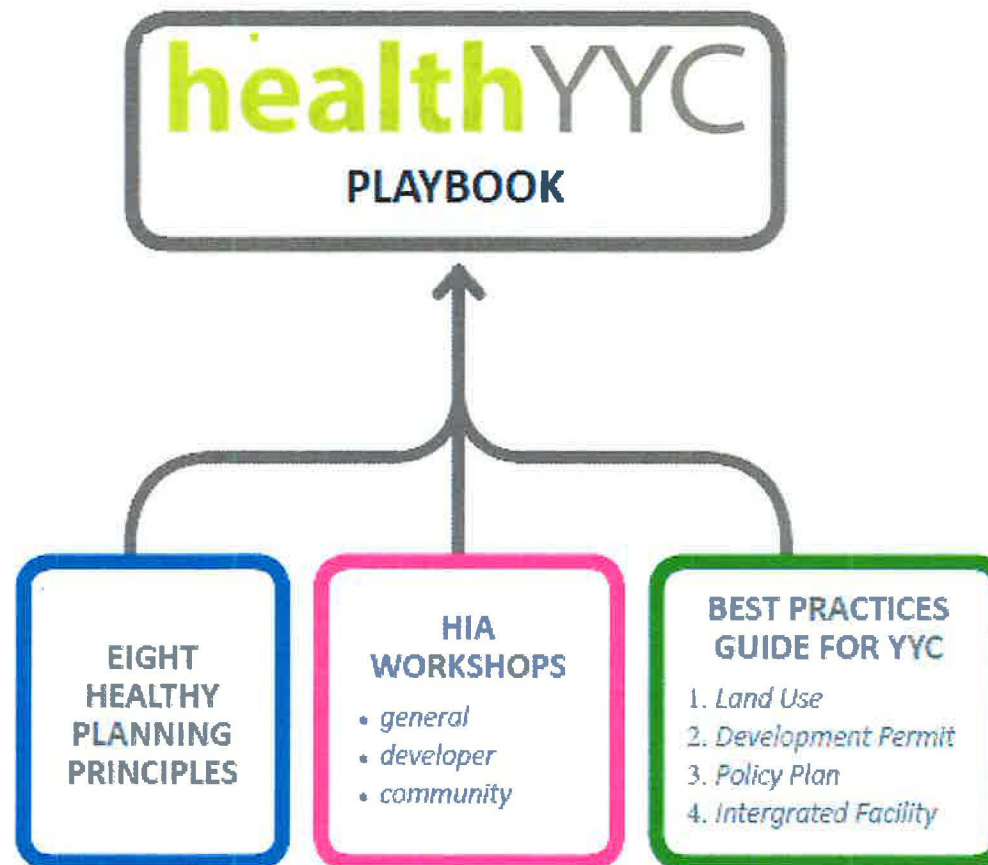 healthYYC
PLAYBOOK
EIGHT
HEALTHY
PLANNING
PRINCIPLES
HIA
WORKSHOPS
• general
• developer
• community
BEST PRACTICES
GUIDE FOR YYC
1. Land Use
2. Development Permit
3. Policy Plan
4. Intergrated Facility